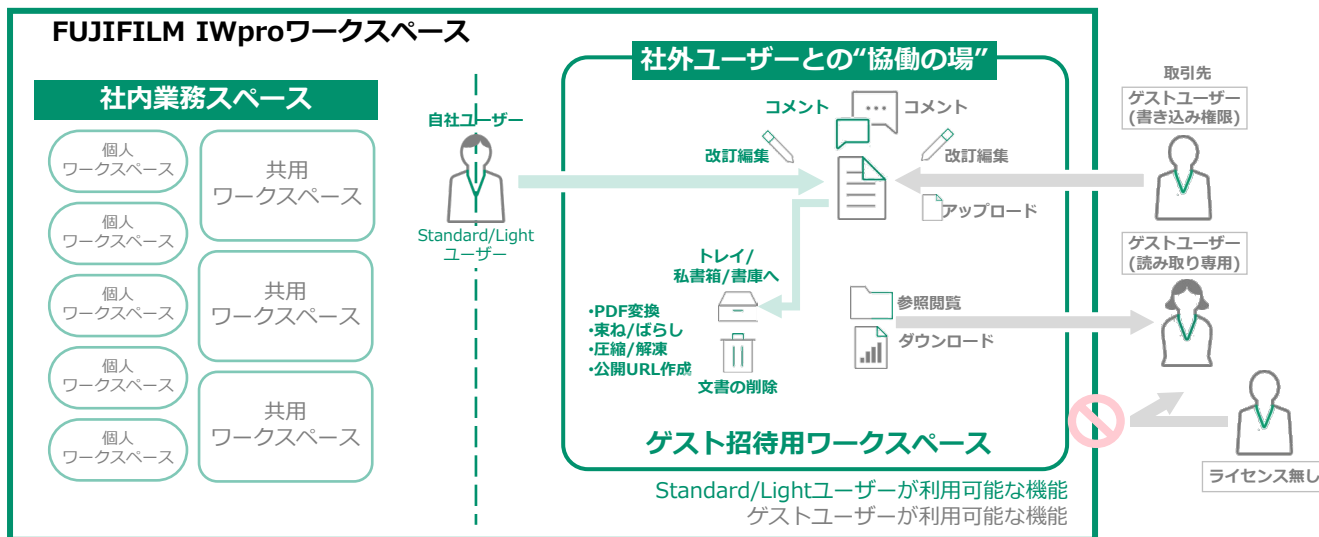 FUJIFILM IWproワークスペース
社内業務スペース
個人
ワークスペース
個人
ワークスペース
個人
ワークスペース
個人
ワークスペース
個人
ワークスペース
共用
ワークスペース
共用
ワークスペース
共用
ワークスペース
自社ユーザー
Standard/Light
ユーザー
社外ユーザーとの“協働の場”
コメント
コメント
改訂編集
改訂編集
アップロード
トレイ/
私書箱/書庫へ
•PDF変換
•束ね/ばらし
•圧縮/解凍
•公開URL作成
文書の削除
参照閲覧
ダウンロード
ゲスト招待用ワークスペース
Standard/Lightユーザーが利用可能な機能
ゲストユーザーが利用可能な機能
取引先
ゲストユーザー
(書き込み権限)
ゲストユーザー
(読み取り専用)
ライセンス無し